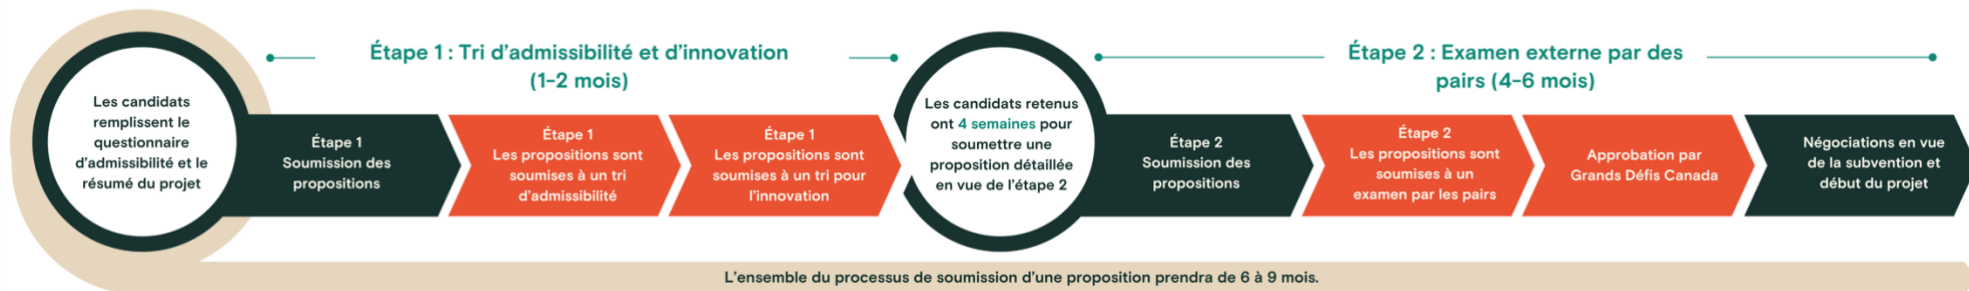 Les candidats
remplissent le
questionnaire
d'admissibilité et le
résumé du projet
Étape 1 : Tri d'admissibilité et d'innovation
(1-2 mois)
Étape 1
Soumission des
propositions
Étape 1
Les propositions sont
soumises à un tri
d'admissibilité
Étape 1
Les propositions sont
soumises à un tri pour
l'innovation
Les candidats retenus
ont 4 semaines pour
soumettre une
proposition détaillée
en vue de l'étape 2
Étape 2 : Examen externe par des
pairs (4-6 mois)
Étape 2
Soumission des
propositions
Étape 2
Les propositions sont
soumises à un
examen par les pairs
Approbation par
Grands Défis Canada
Négociations en vue
de la subvention et
début du projet
L'ensemble du processus de soumission d'une proposition prendra de 6 à 9 mois.